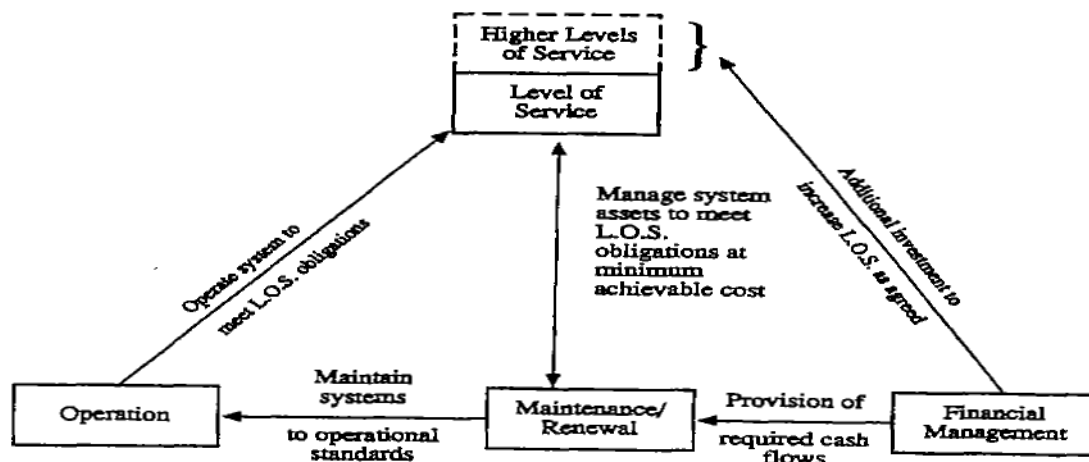 Higher Levels
of Service
Level of
Service
Operate system to
meet L.O.S. obligations
Manage system
assets to meet
L.O.S.
obligations at
minimum
achievable cost
Additional investment to
increase L.O.S. as agreed
Operation
Maintain
systems
to operational
standards
Maintenance/
Renewal
Provision of
required cash
flows
Financial
Management